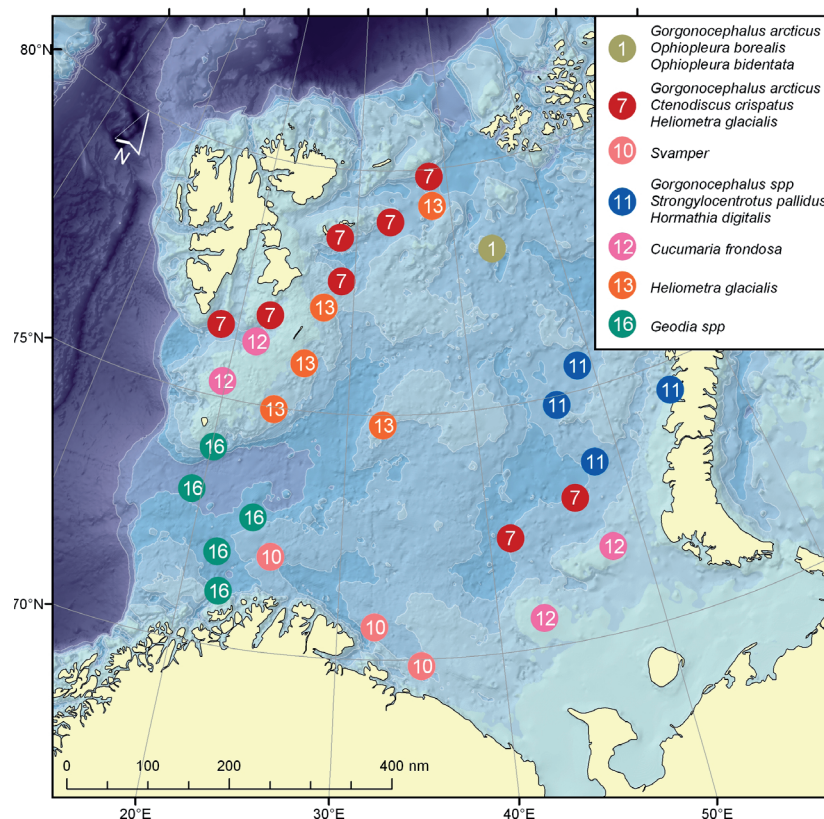 80°N
75°N
70°N
N
1
Gorgonocephalus arcticus
Ophiopleura borealis
Ophiopleura bidentata
7
Gorgonocephalus arcticus
Ctenodiscus crispatus
Heliometra glacialis
10
Svamper
11
Gorgonocephalus spp
Strongylocentrotus pallidus
Hormathia digitalis
12
Cucumaria frondosa
13
Heliometra glacialis
16
Geodia spp
7
13
7
7
1
7
13
7
7
12
13
11
12
11
11
13
13
16
11
16
7
16
7
12
16
10
16
12
10
10
0 100 200 400 nm
20°E 30°E 40°E 50°E